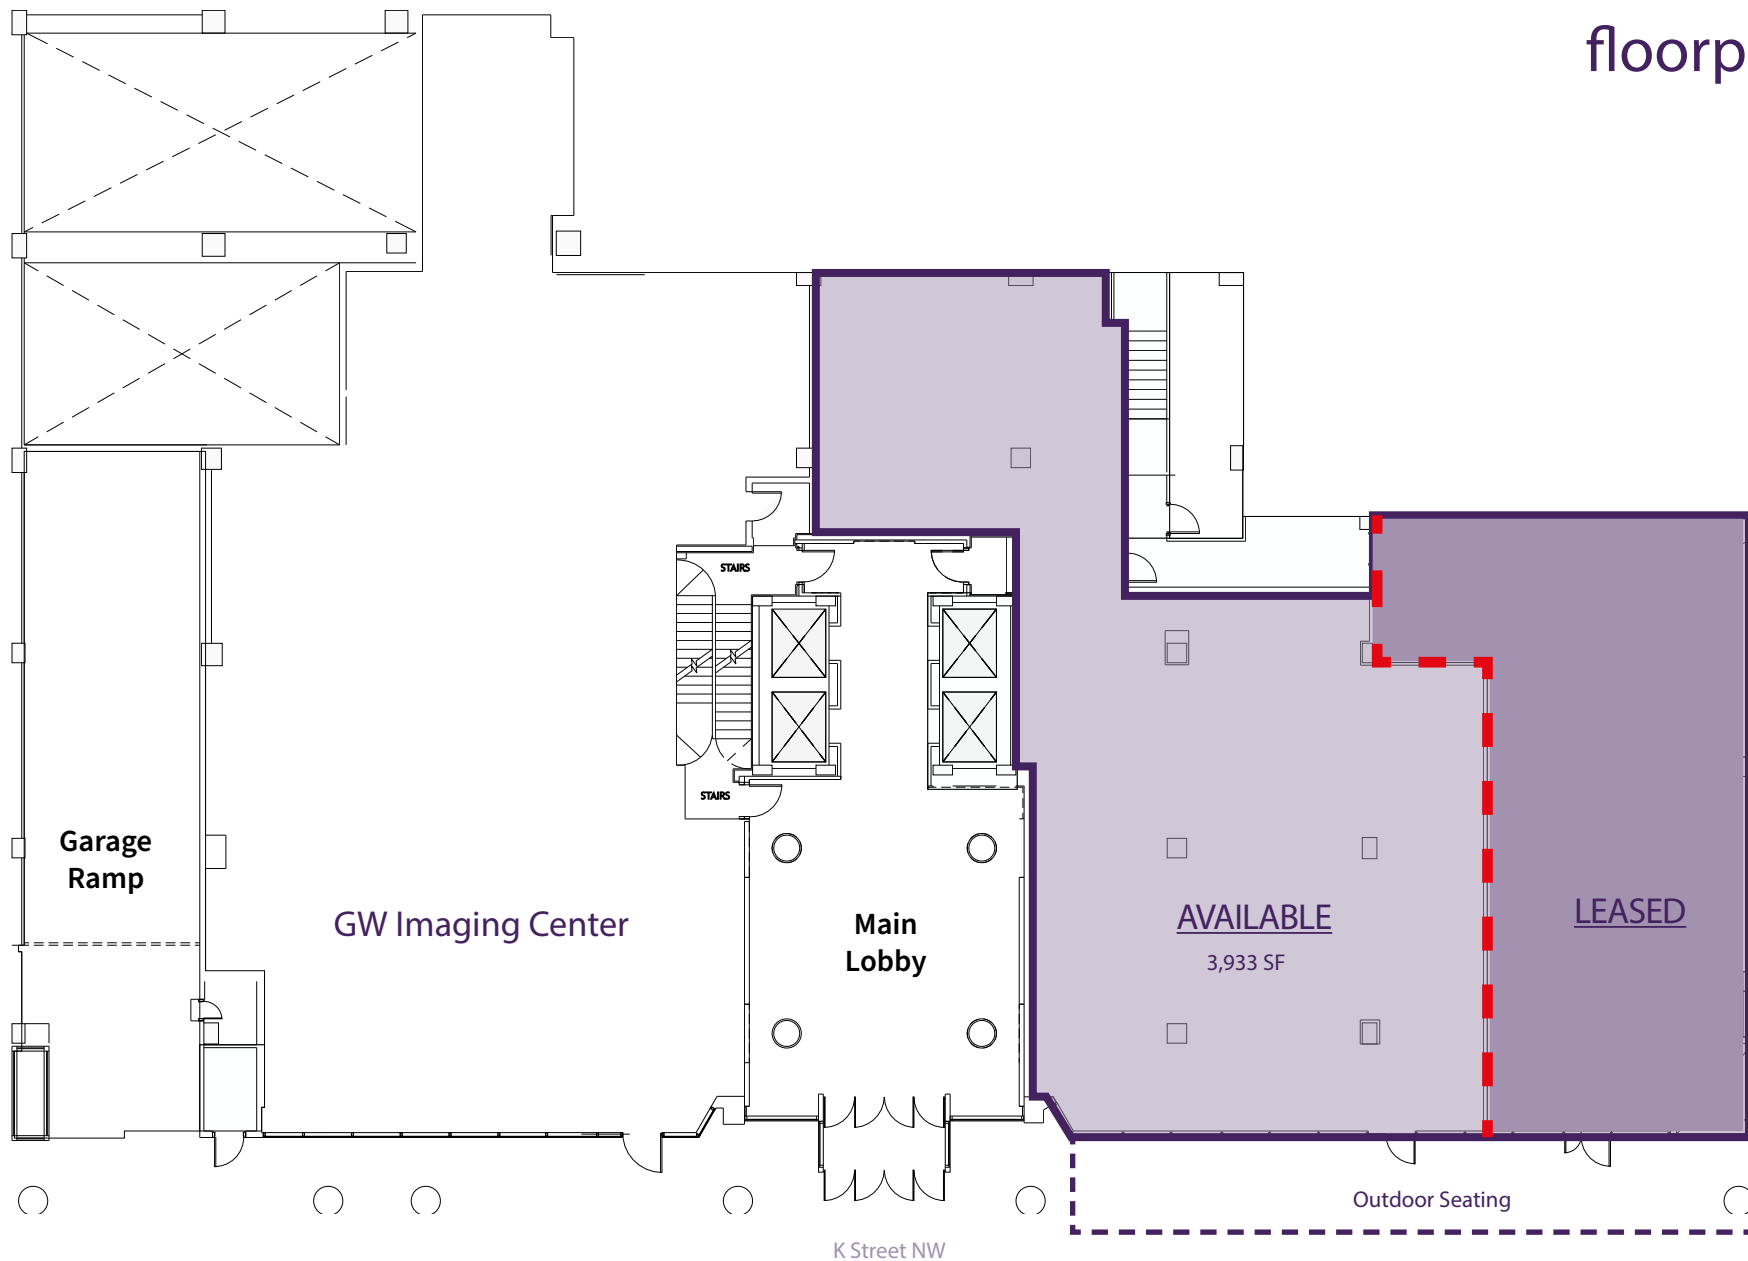 floorp
STAIRS
STAIRS
Garage
Ramp
GW Imaging Center
Main
Lobby
AVAILABLE
3,933 SF
LEASED
Outdoor Seating
K Street NW